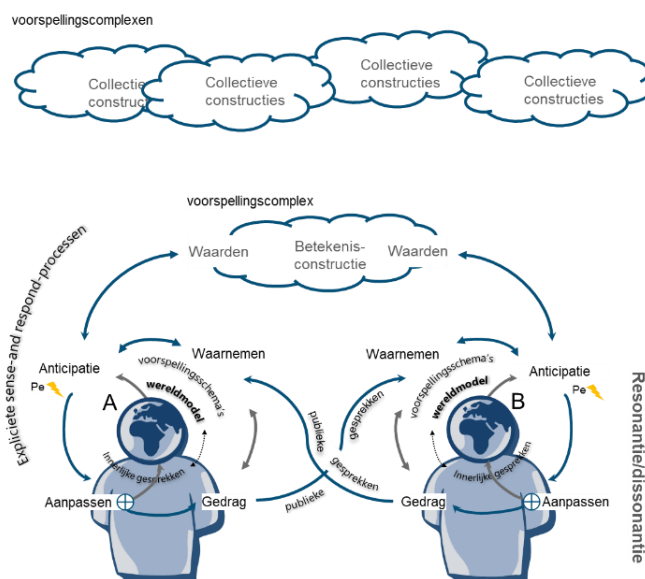 voorspellingscomplexen
Collectieve
constructies
Collectieve
constructies
Collectieve
constructies
Collectieve
constructies
voorspellingscomplex
Waarden
Betekenis-
constructie
Waarden
Expliciete sense-and respond-processen
Anticipatie
Pe
Waarnemen
voorspellingsschema's
wereldmodel
A
Innerlijke gesprekken
Aanpassen
Gedrag
publieke
gesprekken
publieke
gesprekken
Waarnemen
voorspellingsschema's
wereldmodel
B
Anticipatie
Pe
Innerlijke gesprekken
Gedrag
Aanpassen
Resonantie/dissonantie